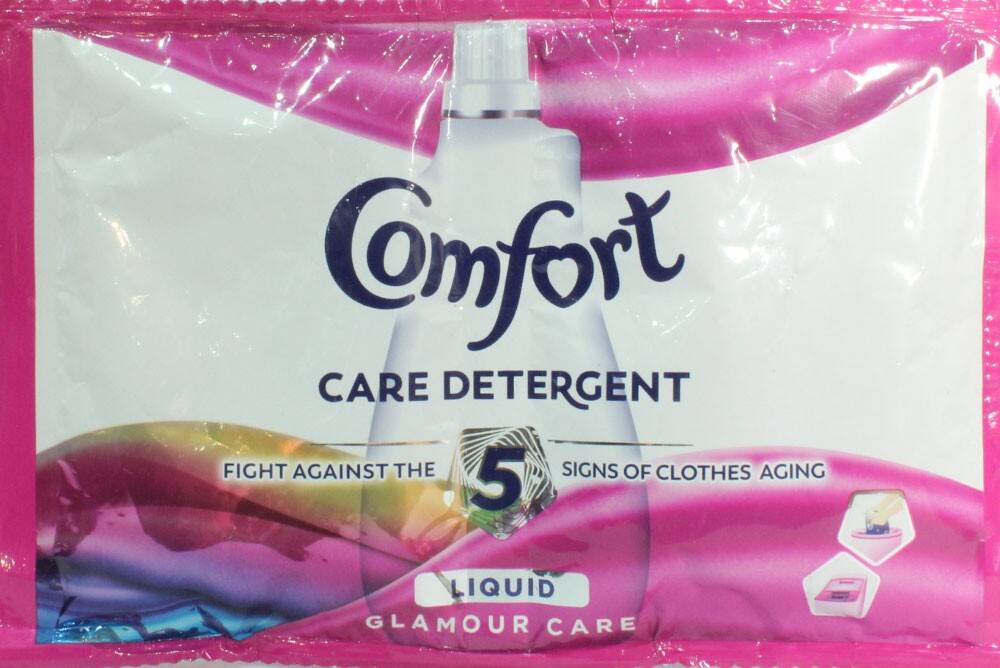 Comfort
CARE DETERGENT
FIGHT AGAINST THE 5 SIGNS OF CLOTHES AGING
LIQUID
GLAMOUR CARE